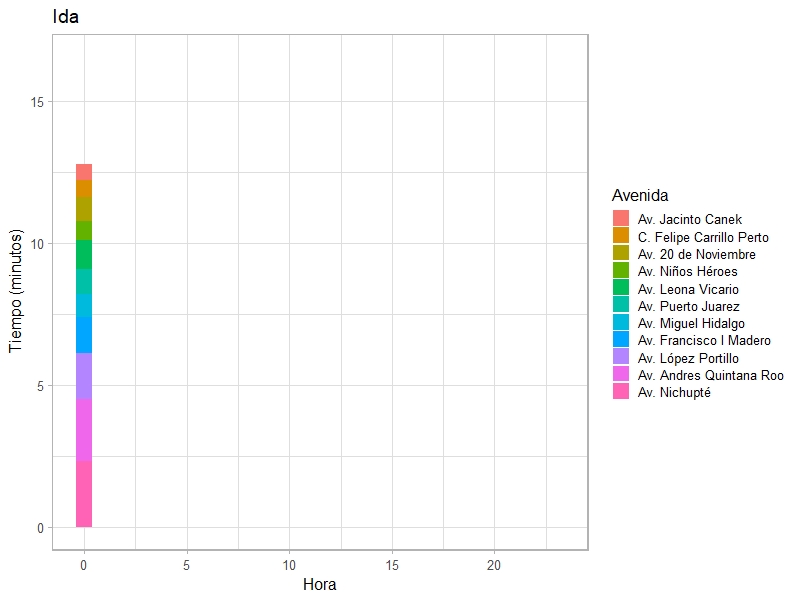 Ida
Tiempo (minutos)
15
10
5
0
0 5 10 15 20
Hora
Avenida
Av. Jacinto Canek
C. Felipe Carrillo Perto
Av. 20 de Noviembre
Av. Niños Héroes
Av. Leona Vicario
Av. Puerto Juarez
Av. Miguel Hidalgo
Av. Francisco I Madero
Av. López Portillo
Av. Andres Quintana Roo
Av. Nichupté